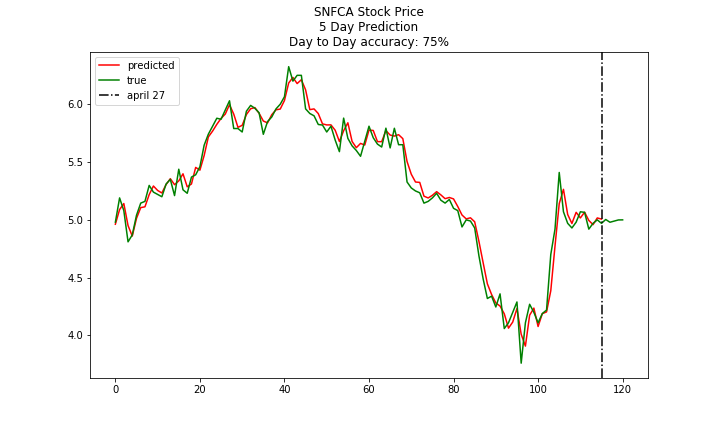 SNFCA Stock Price
5 Day Prediction
Day to Day accuracy: 75%
predicted
true
april 27
6.0
5.5
5.0
4.5
4.0
0 20 40 60 80 100 120